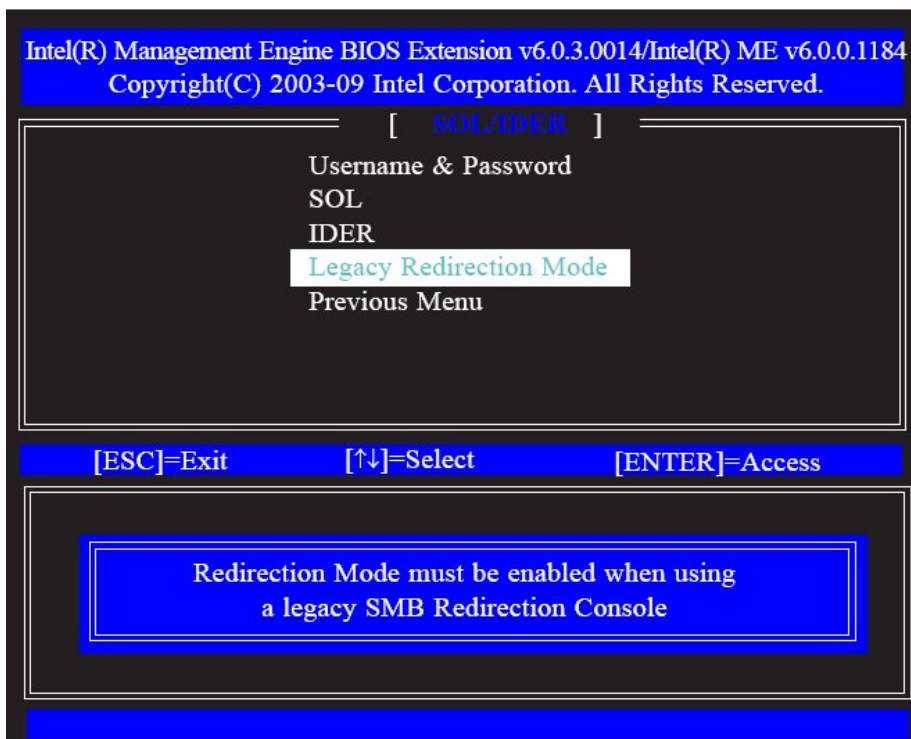 Intel(R) Management Engine BIOS Extension v6.0.3.0014/Intel(R) ME v6.0.0.1184
Copyright(C) 2003-09 Intel Corporation. All Rights Reserved.
[ SOL/IDER ]
Username & Password
SOL
IDER
Legacy Redirection Mode
Previous Menu
[ESC]=Exit [↑↓]=Select [ENTER]=Access
Redirection Mode must be enabled when using
a legacy SMB Redirection Console